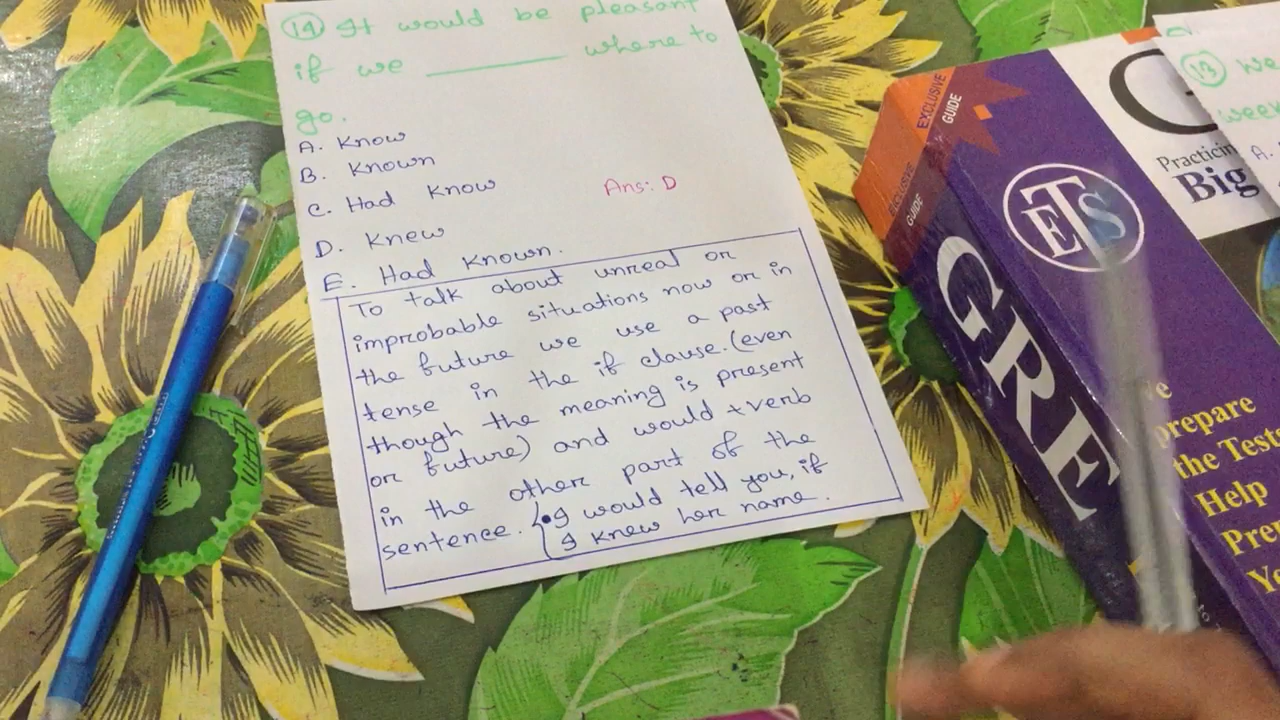 14 It would be pleasant
if we ________ where to
go.
A. Know
B. Known
C. Had Know
Ans: D
D. Knew
E. Had Known.
To talk about unreal or
improbable situations now or in
the future we use a past
tense in the if clause. (even
though the meaning is present
or future) and would + verb
in the other part of the
sentence.
• I would tell you, if
I knew her name.
EXCLUSIVE
GUIDE
EXCLUSIVE
GUIDE
ETS
GRE
Big
prepare
the Tests
Help
13 We
week
A.